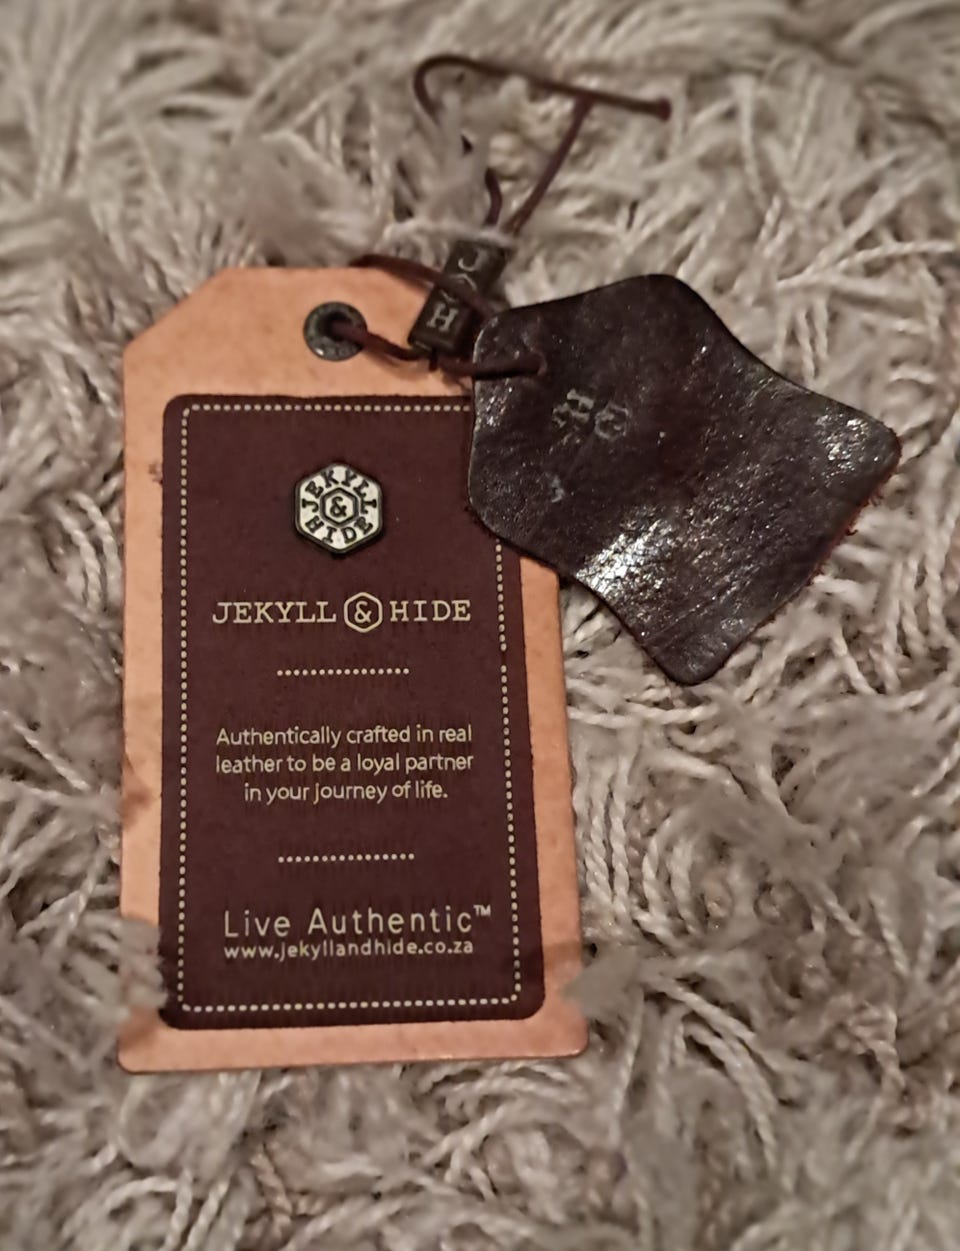 J&H
JEKYLL
&
HIDE
JEKYLL & HIDE
Authentically crafted in real
leather to be a loyal partner
in your journey of life.
Live Authentic™
www.jekyllandhide.co.za